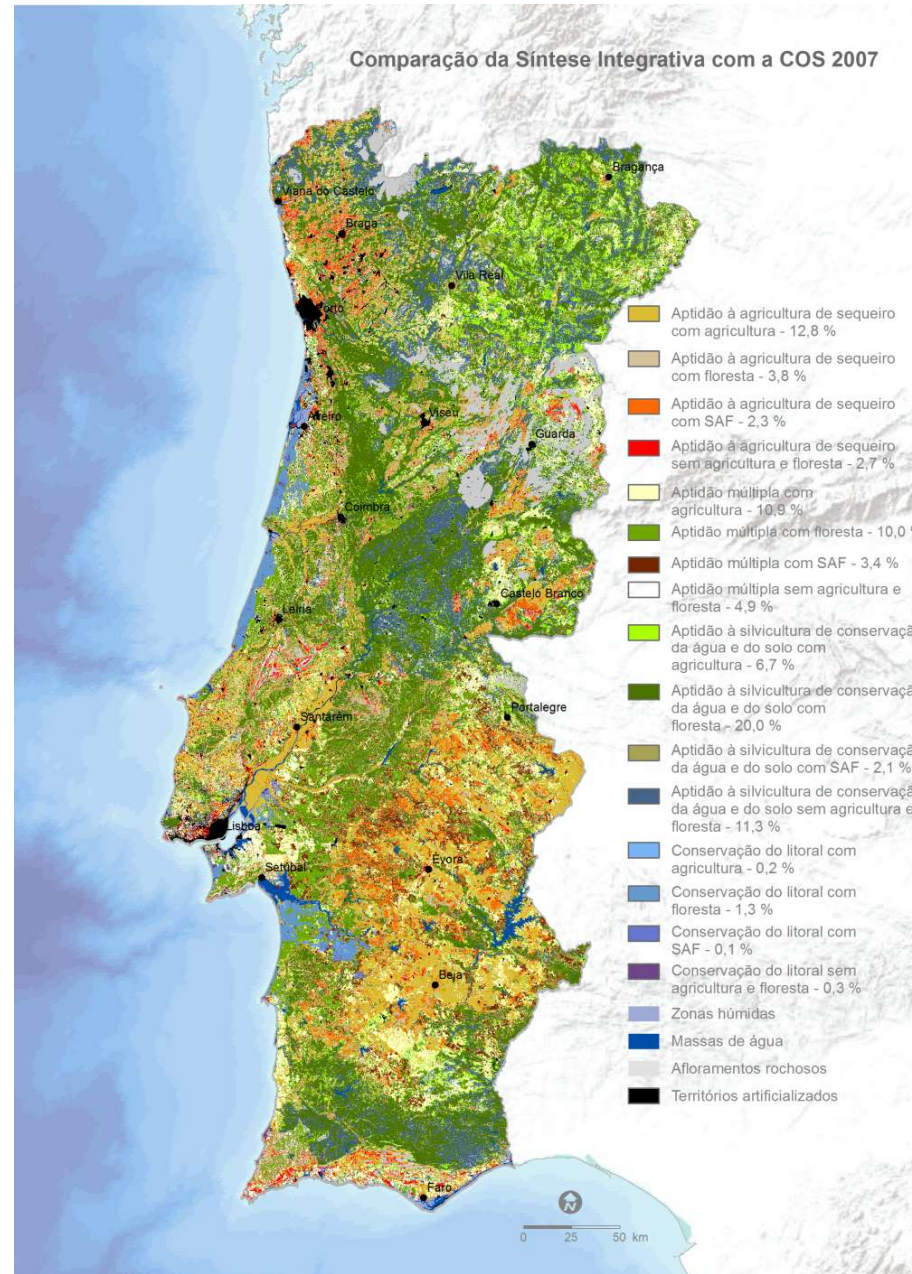 Comparação da Síntese Integrativa com a COS 2007
Bragança
Viana do Castelo
Braga
Vila Real
Porto
Viseu
Aveiro
Guarda
Coimbra
Castelo Branco
Leiria
Portalegre
Santarém
Lisboa
Évora
Setúbal
Beja
Faro
Aptidão à agricultura de sequeiro
com agricultura - 12,8 %
Aptidão à agricultura de sequeiro
com floresta - 3,8 %
Aptidão à agricultura de sequeiro
com SAF - 2,3 %
Aptidão à agricultura de sequeiro
sem agricultura e floresta - 2,7 %
Aptidão múltipla com
agricultura - 10,9 %
Aptidão múltipla com floresta - 10,0 %
Aptidão múltipla com SAF - 3,4 %
Aptidão múltipla sem agricultura e
floresta - 4,9 %
Aptidão à silvicultura de conservaçã
da água e do solo com
agricultura - 6,7 %
Aptidão à silvicultura de conservaçã
da água e do solo com
floresta - 20,0 %
Aptidão à silvicultura de conservaçã
da água e do solo com SAF - 2,1 %
Aptidão à silvicultura de conservaçã
da água e do solo sem agricultura e
floresta - 11,3 %
Conservação do litoral com
agricultura - 0,2 %
Conservação do litoral com
floresta - 1,3 %
Conservação do litoral com
SAF - 0,1 %
Conservação do litoral sem
agricultura e floresta - 0,3 %
Zonas húmidas
Massas de água
Afloramentos rochosos
Territórios artificializados
N
0 25 50 km